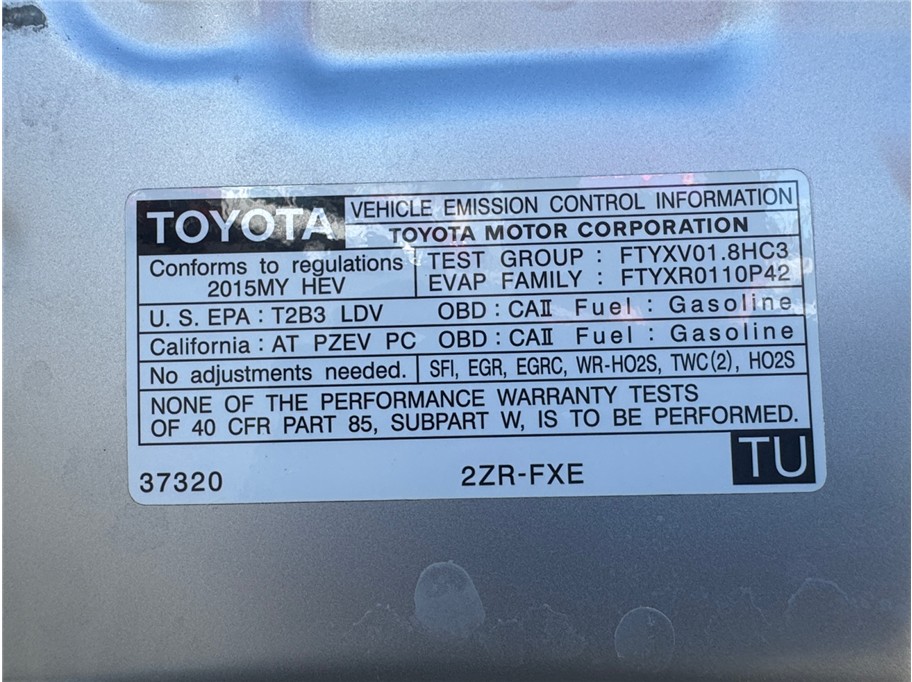 TOYOTA VEHICLE EMISSION CONTROL INFORMATION
TOYOTA MOTOR CORPORATION
Conforms to regulations
2015MY HEV
TEST GROUP : FTYXV01.8HC3
EVAP FAMILY : FTYXR0110P42
U. S. EPA : T2B3 LDV OBD : CAⅡ Fuel : Gasoline
California : AT PZEV PC OBD : CAⅡ Fuel : Gasoline
No adjustments needed. SFI, EGR, EGRC, WR-HO2S, TWC(2), HO2S
NONE OF THE PERFORMANCE WARRANTY TESTS
OF 40 CFR PART 85, SUBPART W, IS TO BE PERFORMED.
37320 2ZR-FXE TU